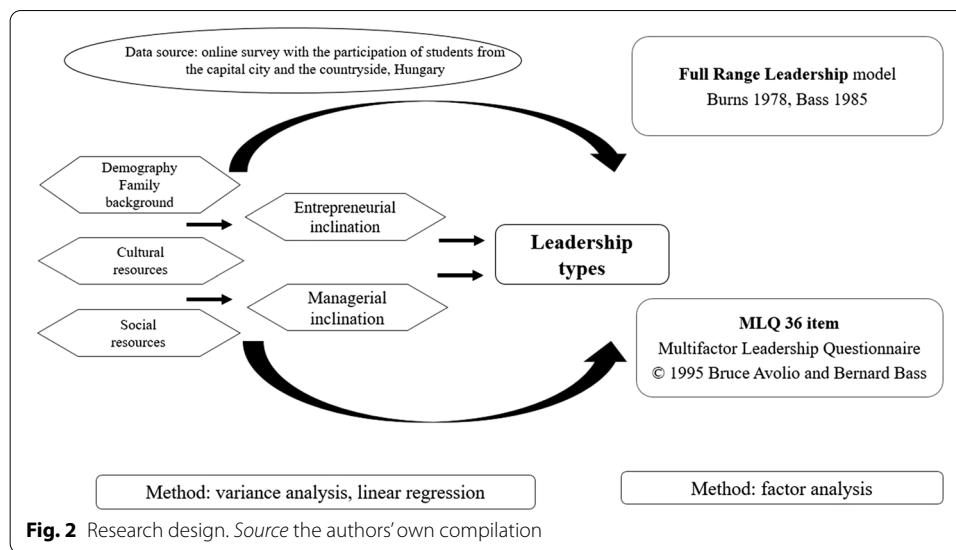 Data source: online survey with the participation of students from
the capital city and the countryside, Hungary
Full Range Leadership model
Burns 1978, Bass 1985
Demography
Family
background
Cultural
resources
Social
resources
Entrepreneurial
inclination
Managerial
inclination
Leadership
types
MLQ 36 item
Multifactor Leadership Questionnaire
© 1995 Bruce Avolio and Bernard Bass
Method: variance analysis, linear regression
Method: factor analysis
Fig. 2 Research design. Source the authors' own compilation